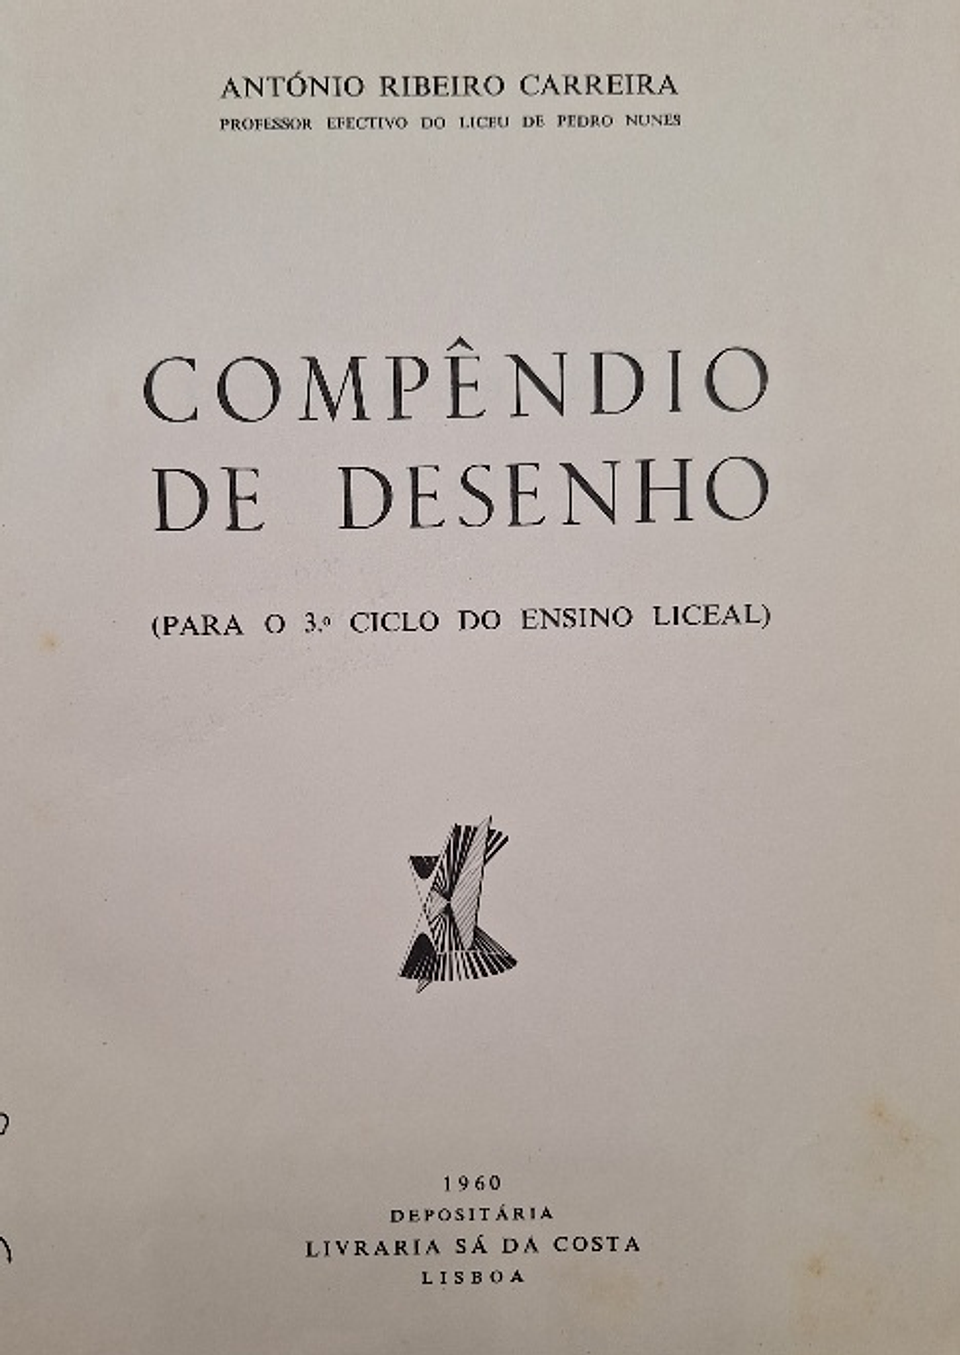 ANTÓNIO RIBEIRO CARREIRA
PROFESSOR EFECTIVO DO LICEU DE PEDRO NUNES
COMPÊNDIO
DE DESENHO
(PARA O 3.º CICLO DO ENSINO LICEAL)
1960
DEPOSITÁRIA
LIVRARIA SÁ DA COSTA
LISBOA